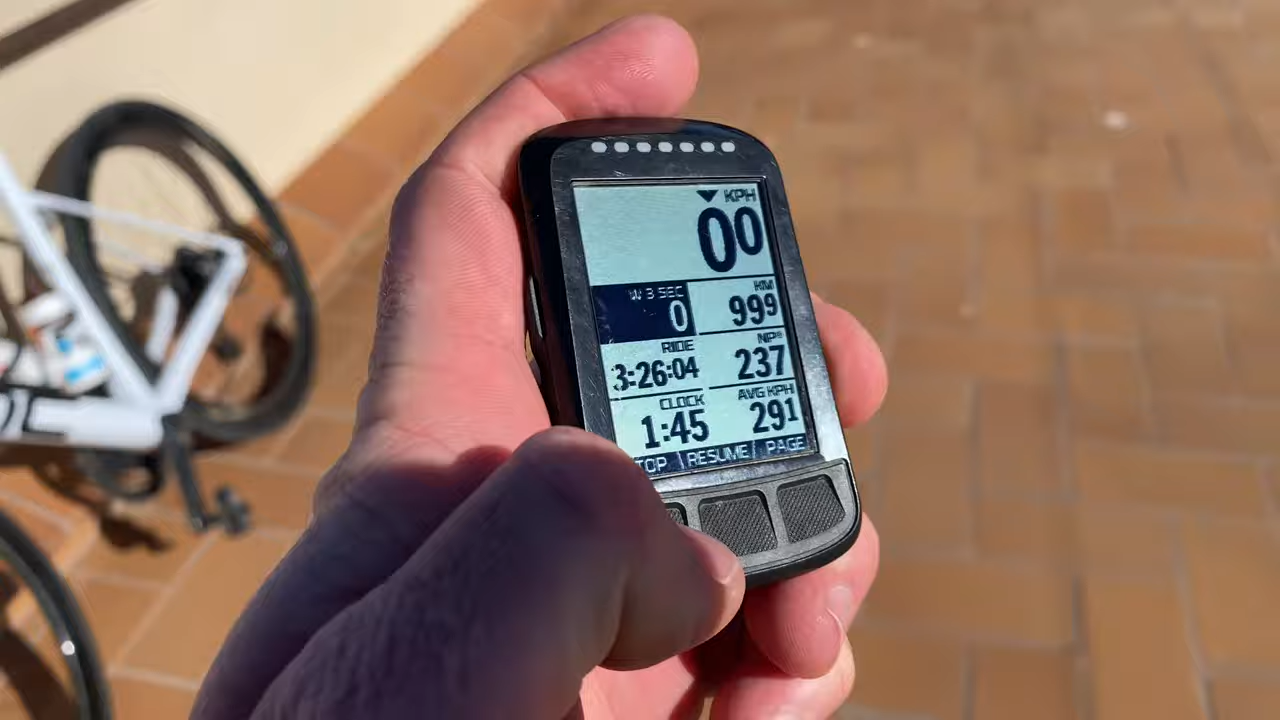 KPH
00
W 3 SEC
0
KM
999
RIDE
3:26:04
NP®
237
CLOCK
1:45
AVG KPH
291
TOP RESUME PAGE